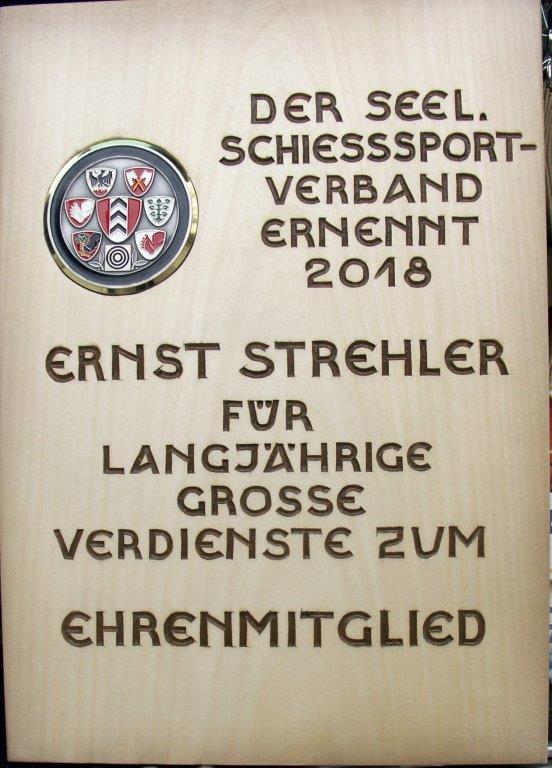 DER SEEL.
SCHIESSSPORT-
VERBAND
ERNENNT
2018
ERNST STREHLER
FÜR
LANGJÄHRIGE
GROSSE
VERDIENSTE ZUM
EHRENMITGLIED